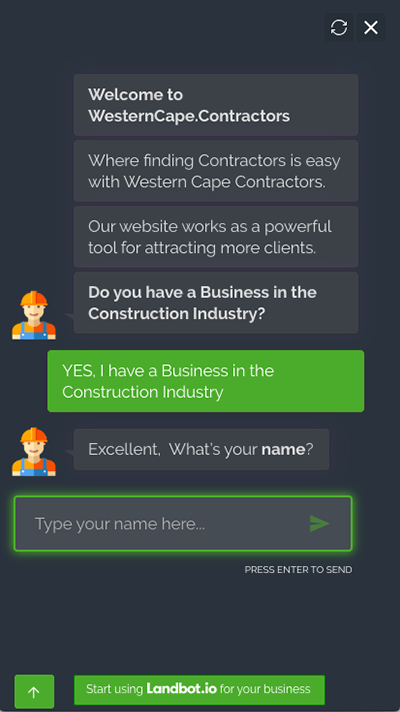 Welcome to
WesternCape.Contractors
Where finding Contractors is easy
with Western Cape Contractors.
Our website works as a powerful
tool for attracting more clients.
Do you have a Business in the
Construction Industry?
YES, I have a Business in the
Construction Industry
Excellent,  What's your name?
Type your name here...
PRESS ENTER TO SEND
Start using Landbot.io for your business